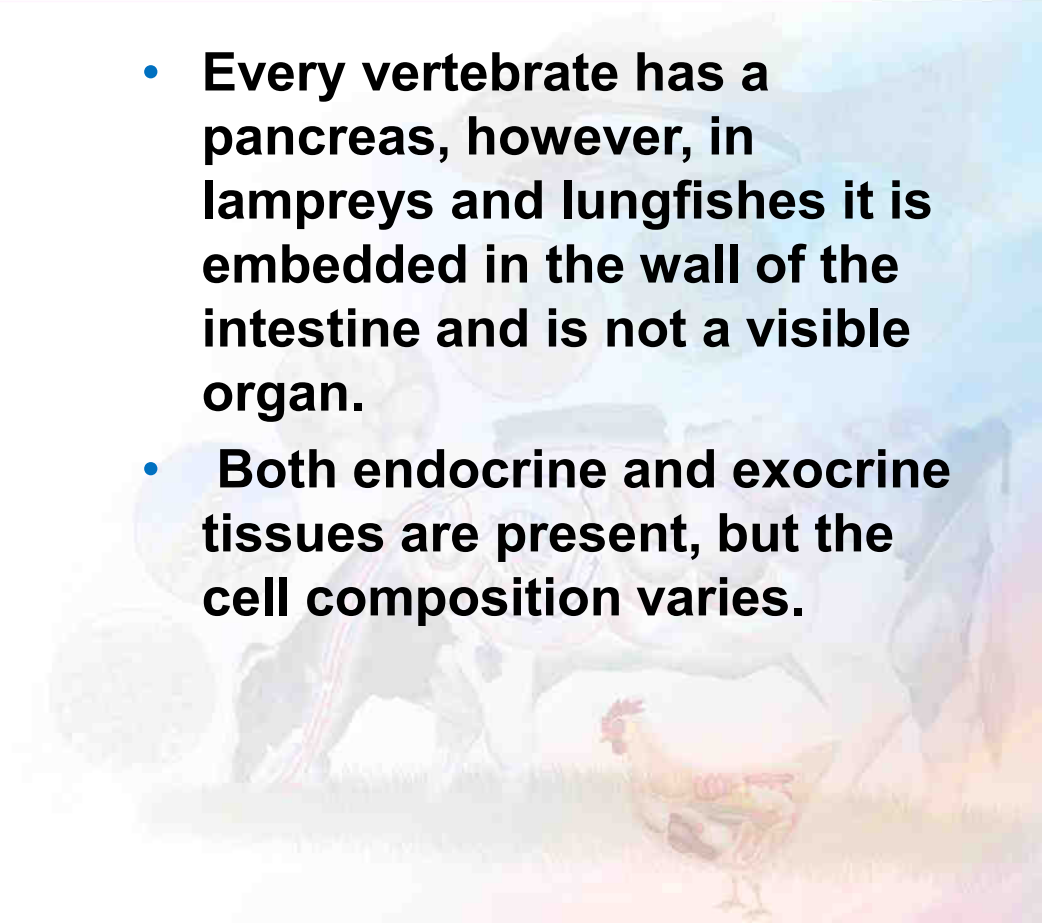 • Every vertebrate has a
pancreas, however, in
lampreys and lungfishes it is
embedded in the wall of the
intestine and is not a visible
organ.
• Both endocrine and exocrine
tissues are present, but the
cell composition varies.